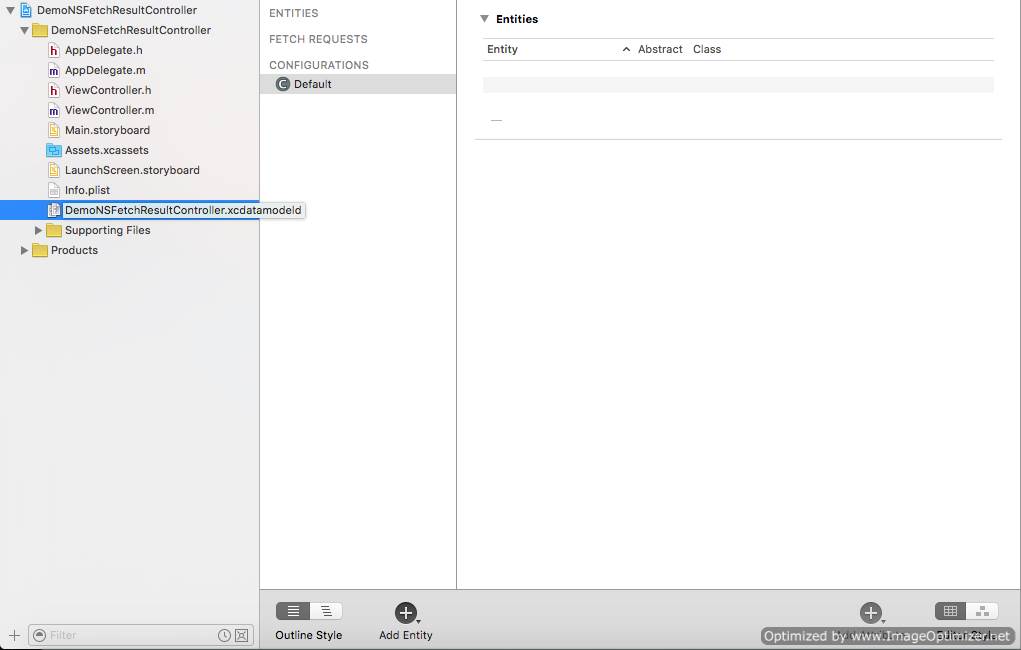 DemoNSFetchResultController
DemoNSFetchResultController
h AppDelegate.h
m AppDelegate.m
h ViewController.h
m ViewController.m
Main.storyboard
Assets.xcassets
LaunchScreen.storyboard
Info.plist
DemoNSFetchResultController.xcdatamodeld
Supporting Files
Products
Filter
ENTITIES
FETCH REQUESTS
CONFIGURATIONS
C Default
Entities
Entity Abstract Class
Outline Style
Add Entity
Optimized by www.ImageOptimizer.net